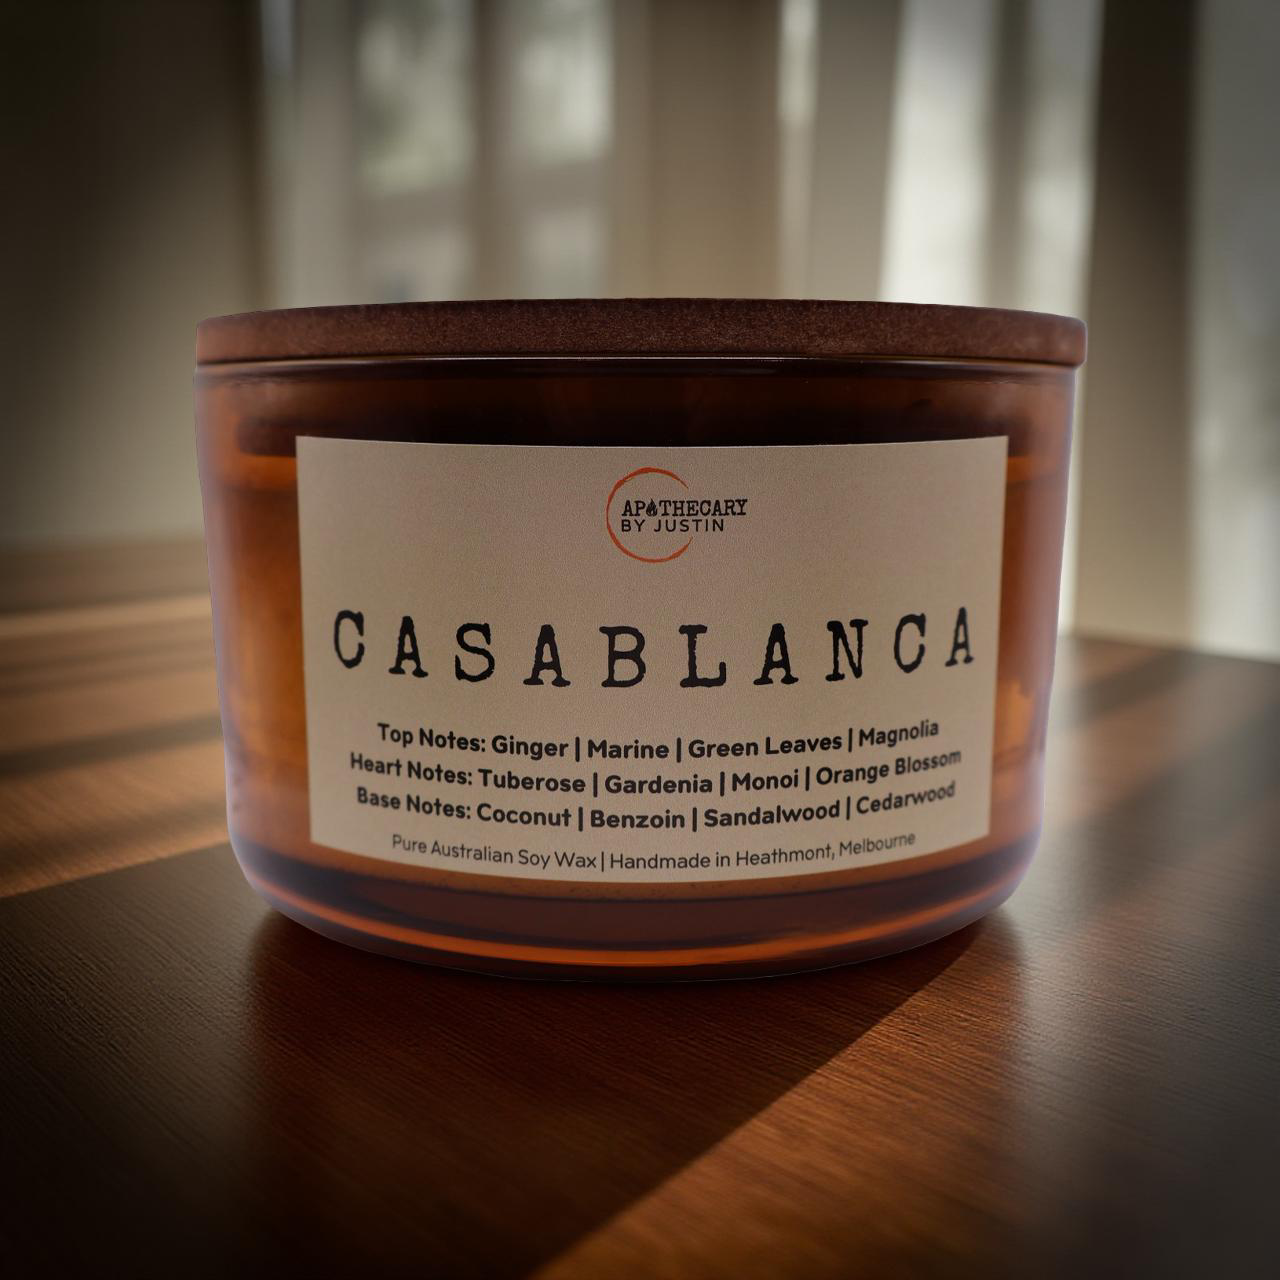 APOTHECARY
BY JUSTIN
CASABLANCA
Top Notes: Ginger | Marine | Green Leaves | Magnolia
Heart Notes: Tuberose | Gardenia | Monoi | Orange Blossom
Base Notes: Coconut | Benzoin | Sandalwood | Cedarwood
Pure Australian Soy Wax | Handmade in Heathmont, Melbourne